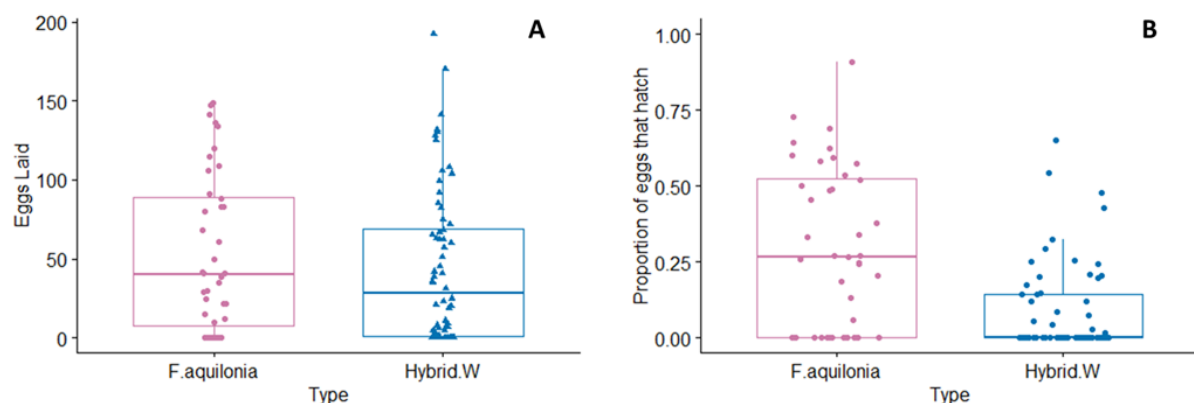 A
Eggs Laid
200
150
100
50
0
F.aquilonia
Hybrid.W
Type
B
Proportion of eggs that hatch
1.00
0.75
0.50
0.25
0.00
F.aquilonia
Hybrid.W
Type